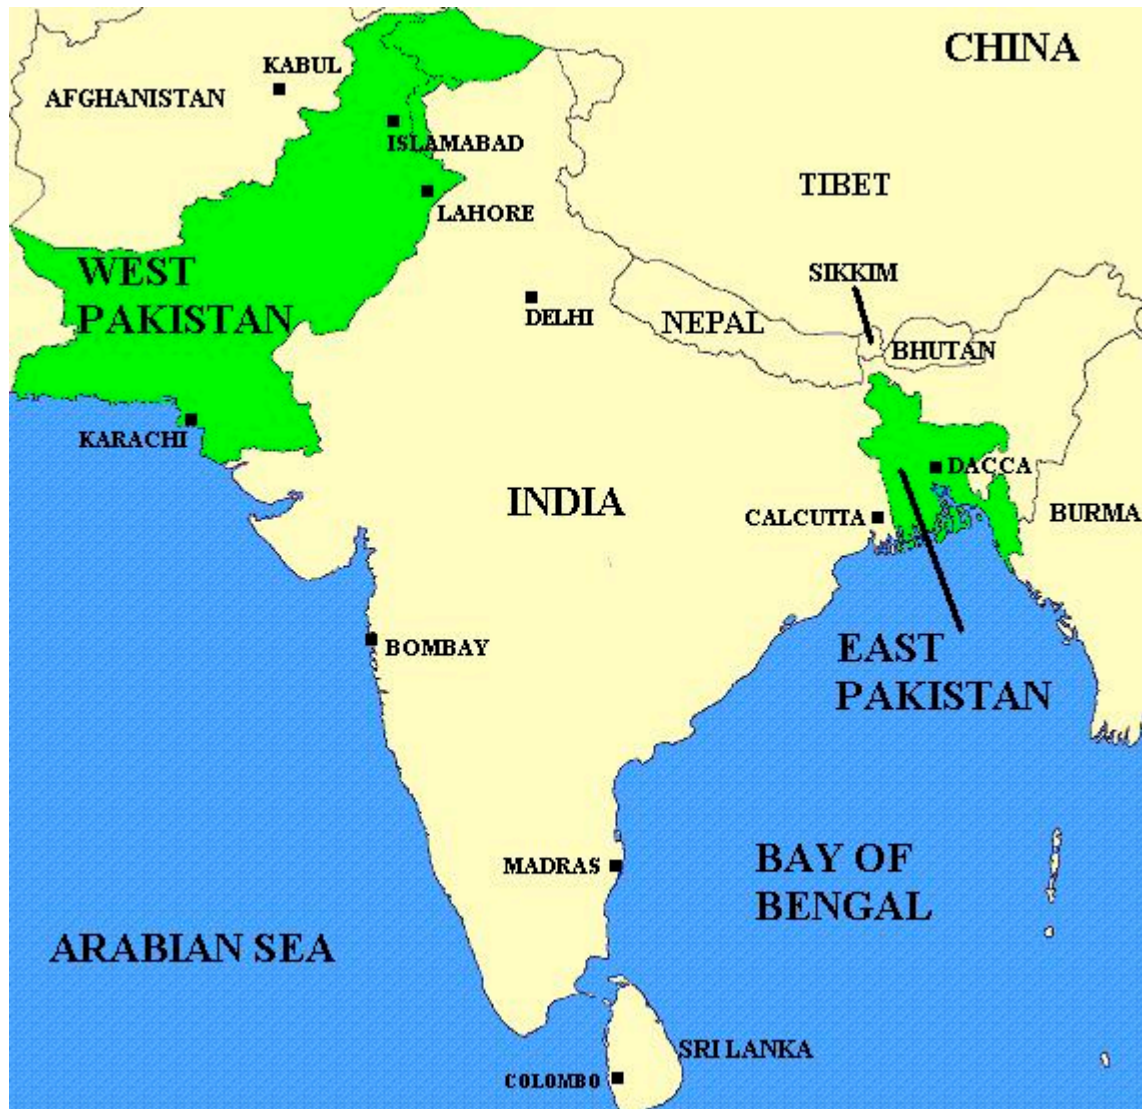 CHINA
KABUL
AFGHANISTAN
ISLAMABAD
TIBET
LAHORE
WEST
PAKISTAN
SIKKIM
DELHI
NEPAL
BHUTAN
KARACHI
DACCA
INDIA
CALCUTTA
BURMA
BOMBAY
EAST
PAKISTAN
MADRAS
BAY OF
BENGAL
ARABIAN SEA
SRI LANKA
COLOMBO